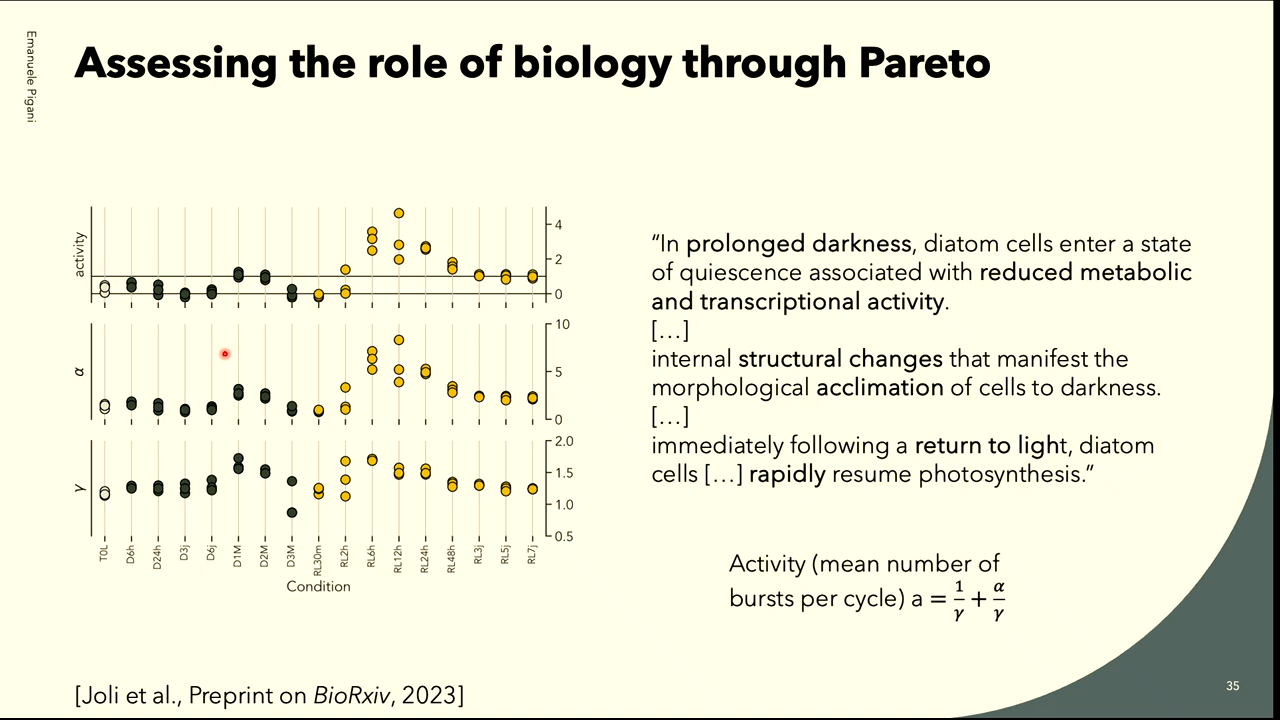 Emanuele Pigani
Assessing the role of biology through Pareto
activity
4
2
0
α
10
5
0
γ
2.0
1.5
1.0
0.5
T0L D6h D24h D3j D6j D1M D2M D3M RL30m RL2h RL6h RL12h RL24h RL48h RL3j RL5j RL7j
Condition
“In prolonged darkness, diatom cells enter a state
of quiescence associated with reduced metabolic
and transcriptional activity.
[…]
internal structural changes that manifest the
morphological acclimation of cells to darkness.
[…]
immediately following a return to light, diatom
cells […] rapidly resume photosynthesis.”
Activity (mean number of
bursts per cycle) a = 1/γ + α/γ
[Joli et al., Preprint on BioRxiv, 2023]
35